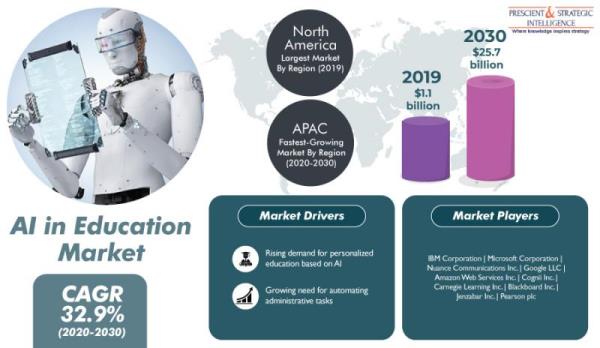 PRESCIENT & STRATEGIC
INTELLIGENCE
Where knowledge inspires strategy
North
America
Largest Market
By Region (2019)
APAC
Fastest-Growing
Market By Region
(2020-2030)
2019
$1.1
billion
2030
$25.7
billion
AI in Education
Market
CAGR
32.9%
(2020-2030)
Market Drivers
Rising demand for personalized
education based on AI
Growing need for automating
administrative tasks
Market Players
IBM Corporation | Microsoft Corporation |
Nuance Communications Inc. | Google LLC |
Amazon Web Services Inc. | Cognii Inc. |
Carnegie Learning Inc. | Blackboard Inc. |
Jenzabar Inc. | Pearson plc